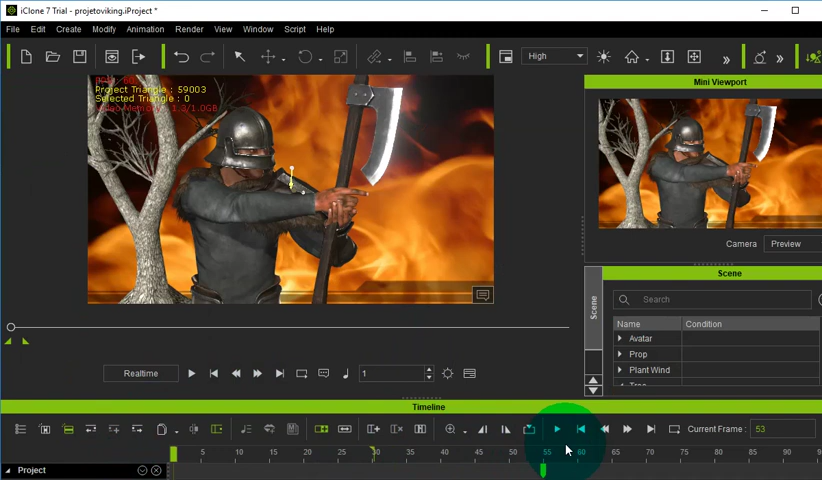 iClone 7 Trial - projetoviking.iProject *
File Edit Create Modify Animation Render View Window Script Help
High
Project Triangle : 59003
Selected Triangle : 0
Mini Viewport
Camera Preview
Scene
Scene
Search
Name Condition
Avatar
Prop
Plant Wind
Realtime 1
Timeline
Current Frame : 53
5 10 15 20 25 30 35 40 45 50 55 60 65 70 75 80 85 90
Project